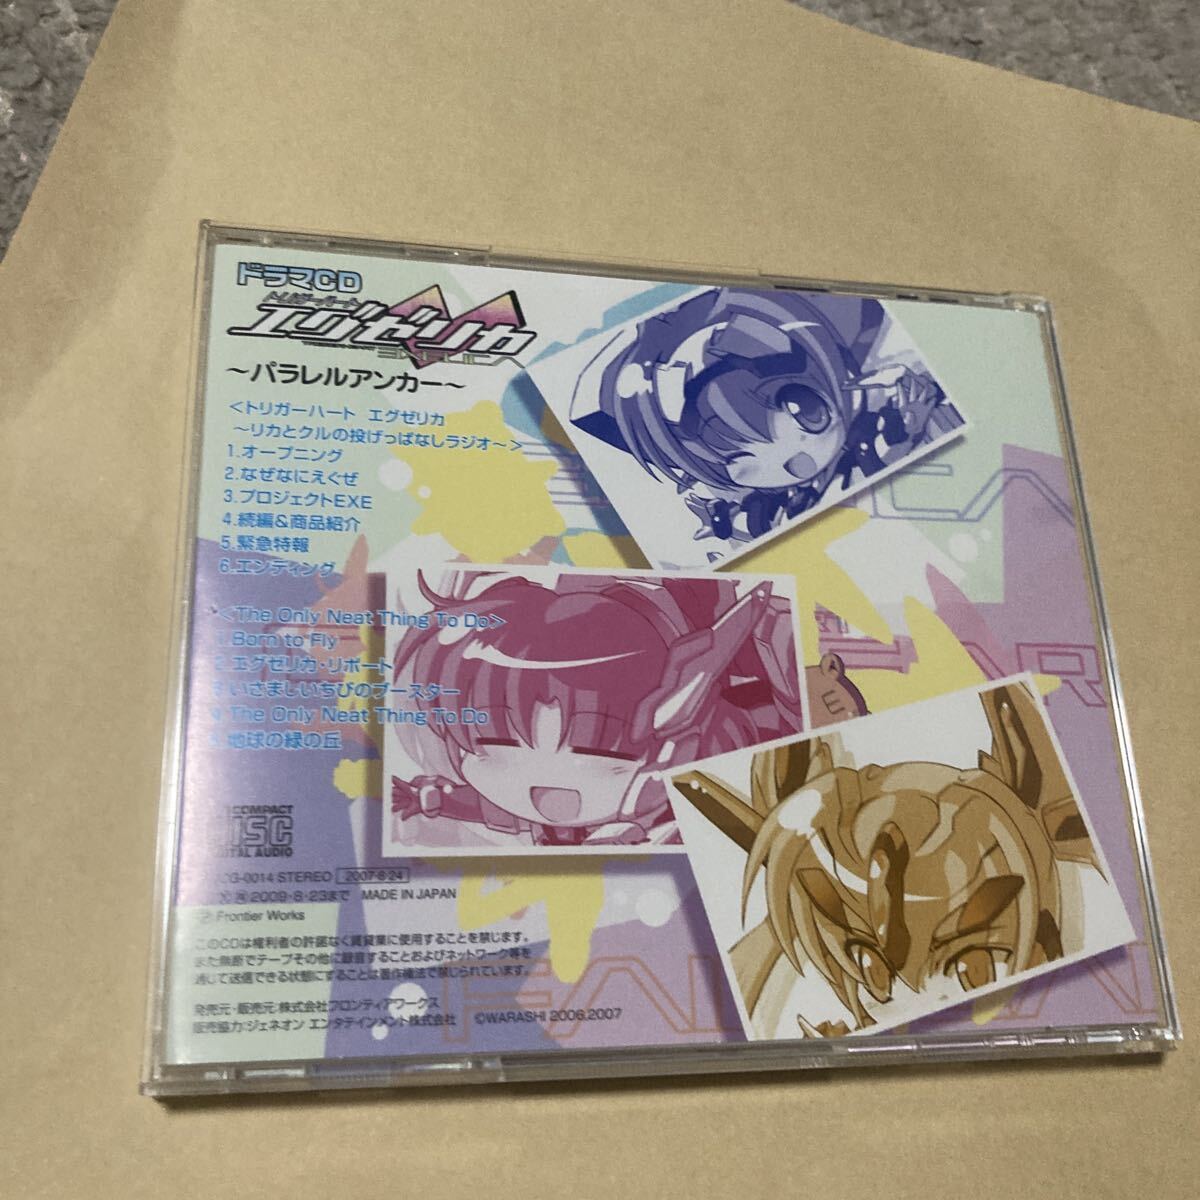 ドラマCD
トリガーハート
エグゼリカ
EXELICA
～パラレルアンカー～
＜トリガーハート エグゼリカ
～リカとクルの投げっぱなしラジオ～＞
1.オープニング
2.なぜなにえぐぜ
3.プロジェクトEXE
4.続編&商品紹介
5.緊急特報
6.エンディング
＜The Only Neat Thing To Do＞
1.Born to Fly
2.エグゼリカ・リポート
3.いさましいちびのブースター
4.The Only Neat Thing To Do
5.地球の緑の丘
COMPACT
DISC
DIGITAL AUDIO
CG-0014 STEREO 2007・8・24
2009・8・23まで MADE IN JAPAN
Ⓟ Frontier Works
このCDは権利者の許諾なく賃貸業に使用することを禁じます。
また無断でテープその他に録音することおよびネットワーク等を
通じて送信できる状態にすることは著作権法で禁じられています。
発売元・販売元:株式会社フロンティアワークス
販売協力:ジェネオン エンタテインメント株式会社 ©WARASHI 2006.2007